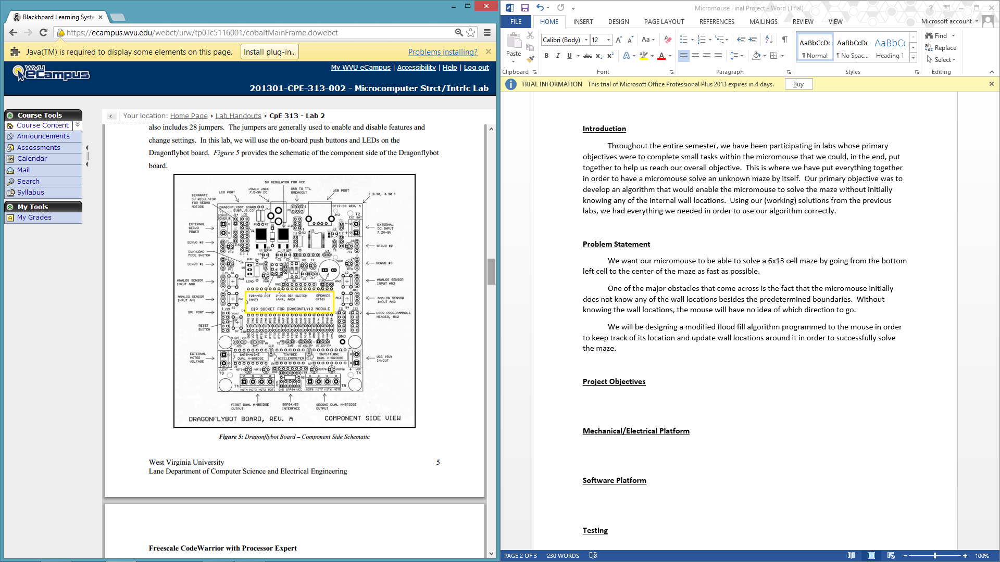 Blackboard Learning Syste
https://ecampus.wvu.edu/webct/urw/tp0.lc5116001/cobaltMainFrame.dowebct
Java(TM) is required to display some elements on this page.
Install plug-in...
Problems installing?
WVU eCampus
My WVU eCampus | Accessibility | Help | Log out
201301-CPE-313-002 - Microcomputer Strct/Intrfc Lab
Course Tools
Course Content
Announcements
Assessments
Calendar
Mail
Search
Syllabus
My Tools
My Grades
Your location: Home Page › Lab Handouts › CpE 313 - Lab 2
also includes 28 jumpers. The jumpers are generally used to enable and disable features and
change settings. In this lab, we will use the on-board push buttons and LEDs on the
Dragonflybot board. Figure 5 provides the schematic of the component side of the Dragonflybot
board.
5V REGULATOR FOR VCC
POWER JACK
7.5-9V DC
USB TO TTL
BREAKOUT
USB PORT
LCD PORT
( 3.30, 4.30 )
SEPARATE
5V REGULATOR
FOR SERVO
MOTORS
DRAGONFLYBOT BOARD
EVBPLUS.COM
DF12-BB REV. A
EXTERNAL
SERVO
POWER
EXTERNAL
DC INPUT
7.2V-9V
SERVO #0
SERVO #2
RUN/LOAD
MODE SWITCH
SERVO #1
SERVO #3
ANALOG SENSOR
INPUT AN0
ANALOG SENSOR
INPUT AN2
ANALOG SENSOR
INPUT AN1
ANALOG SENSOR
INPUT AN3
TRIMMER POT
(AN7)
2-POS DIP SWITCH
(AN4, AN5)
SPEAKER
(PT6)
DIP SOCKET FOR DRAGONFLY12 MODULE
SPI PORT
USER PROGRAMMABLE
HEADER, 5X2
RESET
SWITCH
GND
EXTERNAL
MOTOR
VOLTAGE
SN754410NE
DUAL H-BRIDGE
TINYBEE
ACCELEROMETER
SN754410NE
DUAL H-BRIDGE
VCC (5V)
IN/OUT
MOT4 MOT3 MOT2 MOT1
GND SRF04 VCC
MOT8 MOT7 MOT6 MOT5
FIRST DUAL H-BRIDGE
OUTPUT
SRF04/05
INTERFACE
SECOND DUAL H-BRIDGE
OUTPUT
DRAGONFLYBOT BOARD, REV. A
COMPONENT SIDE VIEW
Figure 5: Dragonflybot Board – Component Side Schematic
West Virginia University
5
Lane Department of Computer Science and Electrical Engineering
Freescale CodeWarrior with Processor Expert
Micromouse Final Project - Word (Trial)
FILE
HOME
INSERT
DESIGN
PAGE LAYOUT
REFERENCES
MAILINGS
REVIEW
VIEW
Microsoft account
Paste
Calibri (Body)
12
AaBbCcDc
AaBbCcDc
AaBbCc
¶ Normal
¶ No Spac...
Heading 1
Find
Replace
Select
Clipboard
Font
Paragraph
Styles
Editing
TRIAL INFORMATION This trial of Microsoft Office Professional Plus 2013 expires in 4 days.
Buy
Introduction
Throughout the entire semester, we have been participating in labs whose primary
objectives were to complete small tasks within the micromouse that we could, in the end, put
together to help us reach our overall objective. This is where we have put everything together
in order to have a micromouse solve an unknown maze by itself. Our primary objective was to
develop an algorithm that would enable the micromouse to solve the maze without initially
knowing any of the internal wall locations. Using our (working) solutions from the previous
labs, we had everything we needed in order to use our algorithm correctly.
Problem Statement
We want our micromouse to be able to solve a 6x13 cell maze by going from the bottom
left cell to the center of the maze as fast as possible.
One of the major obstacles that come across is the fact that the micromouse initially
does not know any of the wall locations besides the predetermined boundaries. Without
knowing the wall locations, the mouse will have no idea of which direction to go.
We will be designing a modified flood fill algorithm programmed to the mouse in order
to keep track of its location and update wall locations around it in order to successfully solve
the maze.
Project Objectives
Mechanical/Electrical Platform
Software Platform
Testing
PAGE 2 OF 3
230 WORDS
100%